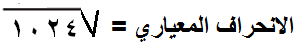 الانحراف المعياري = √١٠٢٤